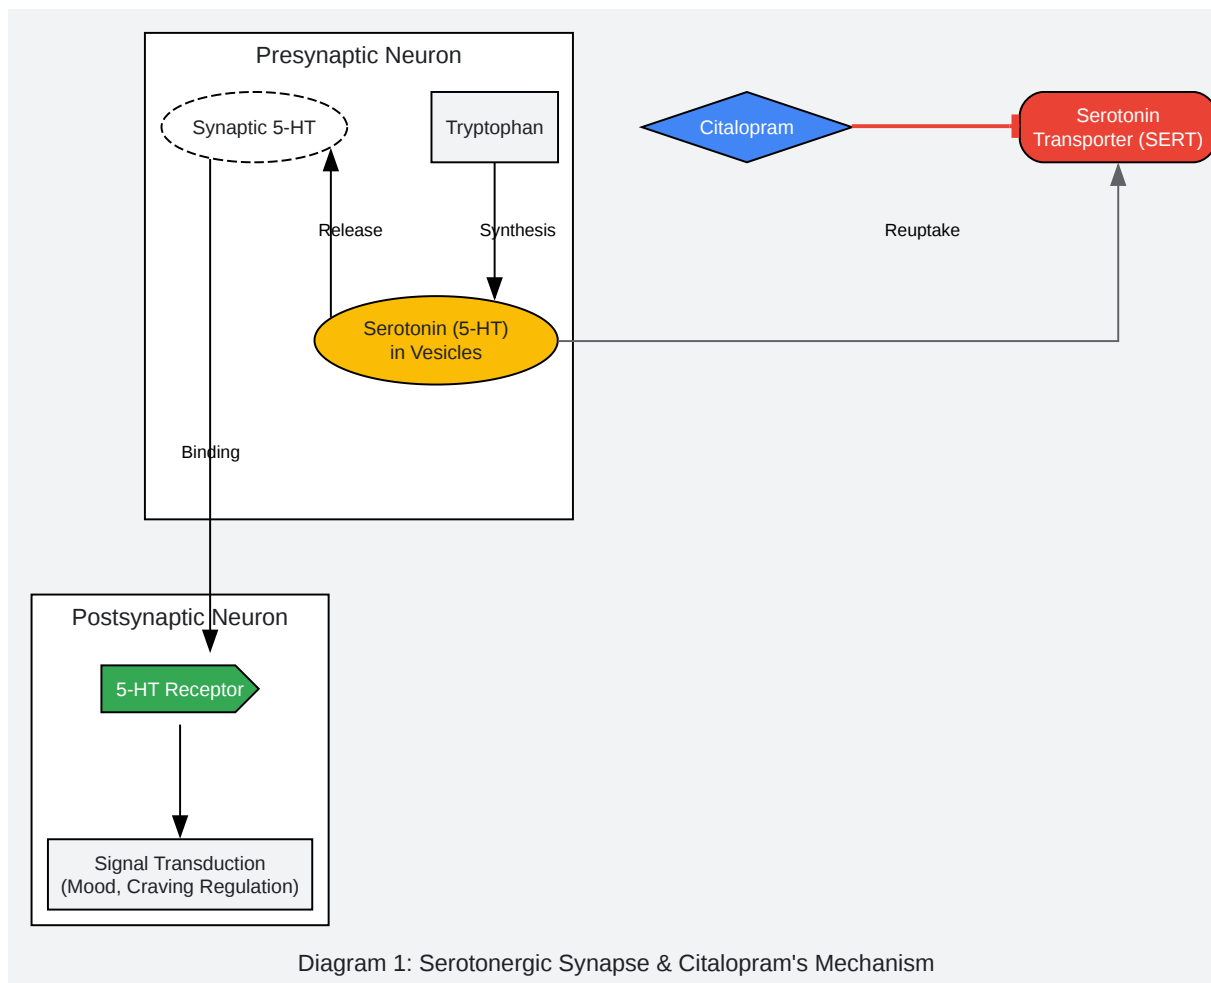 Presynaptic Neuron
Synaptic 5-HT
Tryptophan
Citalopram
Serotonin
Transporter (SERT)
Release
Synthesis
Reuptake
Serotonin (5-HT)
in Vesicles
Binding
Postsynaptic Neuron
5-HT Receptor
Signal Transduction
(Mood, Craving Regulation)
Diagram 1: Serotonergic Synapse & Citalopram's Mechanism